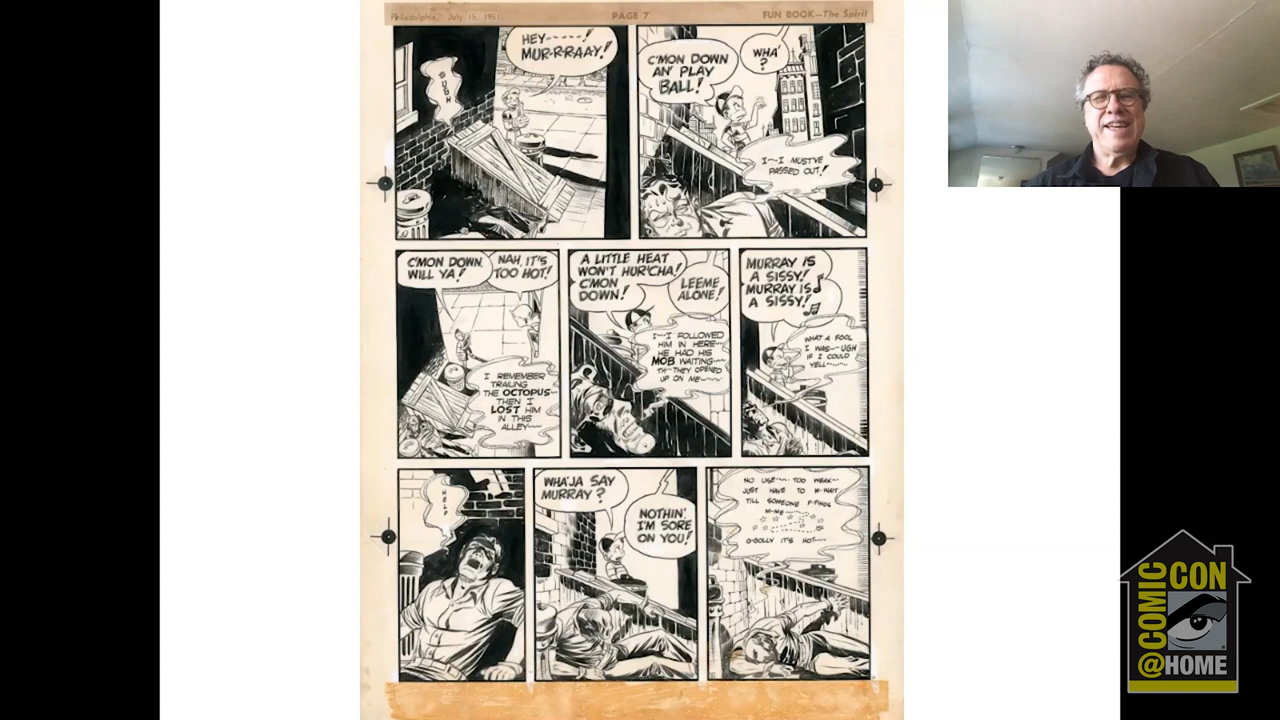 Philadelphia, July 15, 1951 PAGE 7 FUN BOOK—The Spirit
HEY-----!
MUR-R-RAAY!
UGH
C'MON DOWN
AN' PLAY
BALL!
WHA'
?
I--I MUST'VE
PASSED OUT!
C'MON DOWN,
WILL YA!
NAH, IT'S
TOO HOT!
I REMEMBER
TRAILING
THE OCTOPUS--
THEN I
LOST HIM
IN THIS
ALLEY---
A LITTLE HEAT
WON'T HUR'CHA!
C'MON
DOWN!
LEEME
ALONE!
I--I FOLLOWED
HIM IN HERE--
HE HAD HIS
MOB WAITING---
TH--THEY OPENED
UP ON ME----
MURRAY IS
A SISSY!
MURRAY IS
A SISSY!
WHAT A FOOL
I WAS--UGH
IF I COULD
YELL-----
HELP
WHA'JA SAY
MURRAY?
NOTHIN'.
I'M SORE
ON YOU!
NO USE---TOO WEAK--
JUST HAVE TO W-WAIT
TILL SOMEONE F-FINDS
M-ME---
G-GOLLY IT'S HOT----
@COMIC
CON
HOME